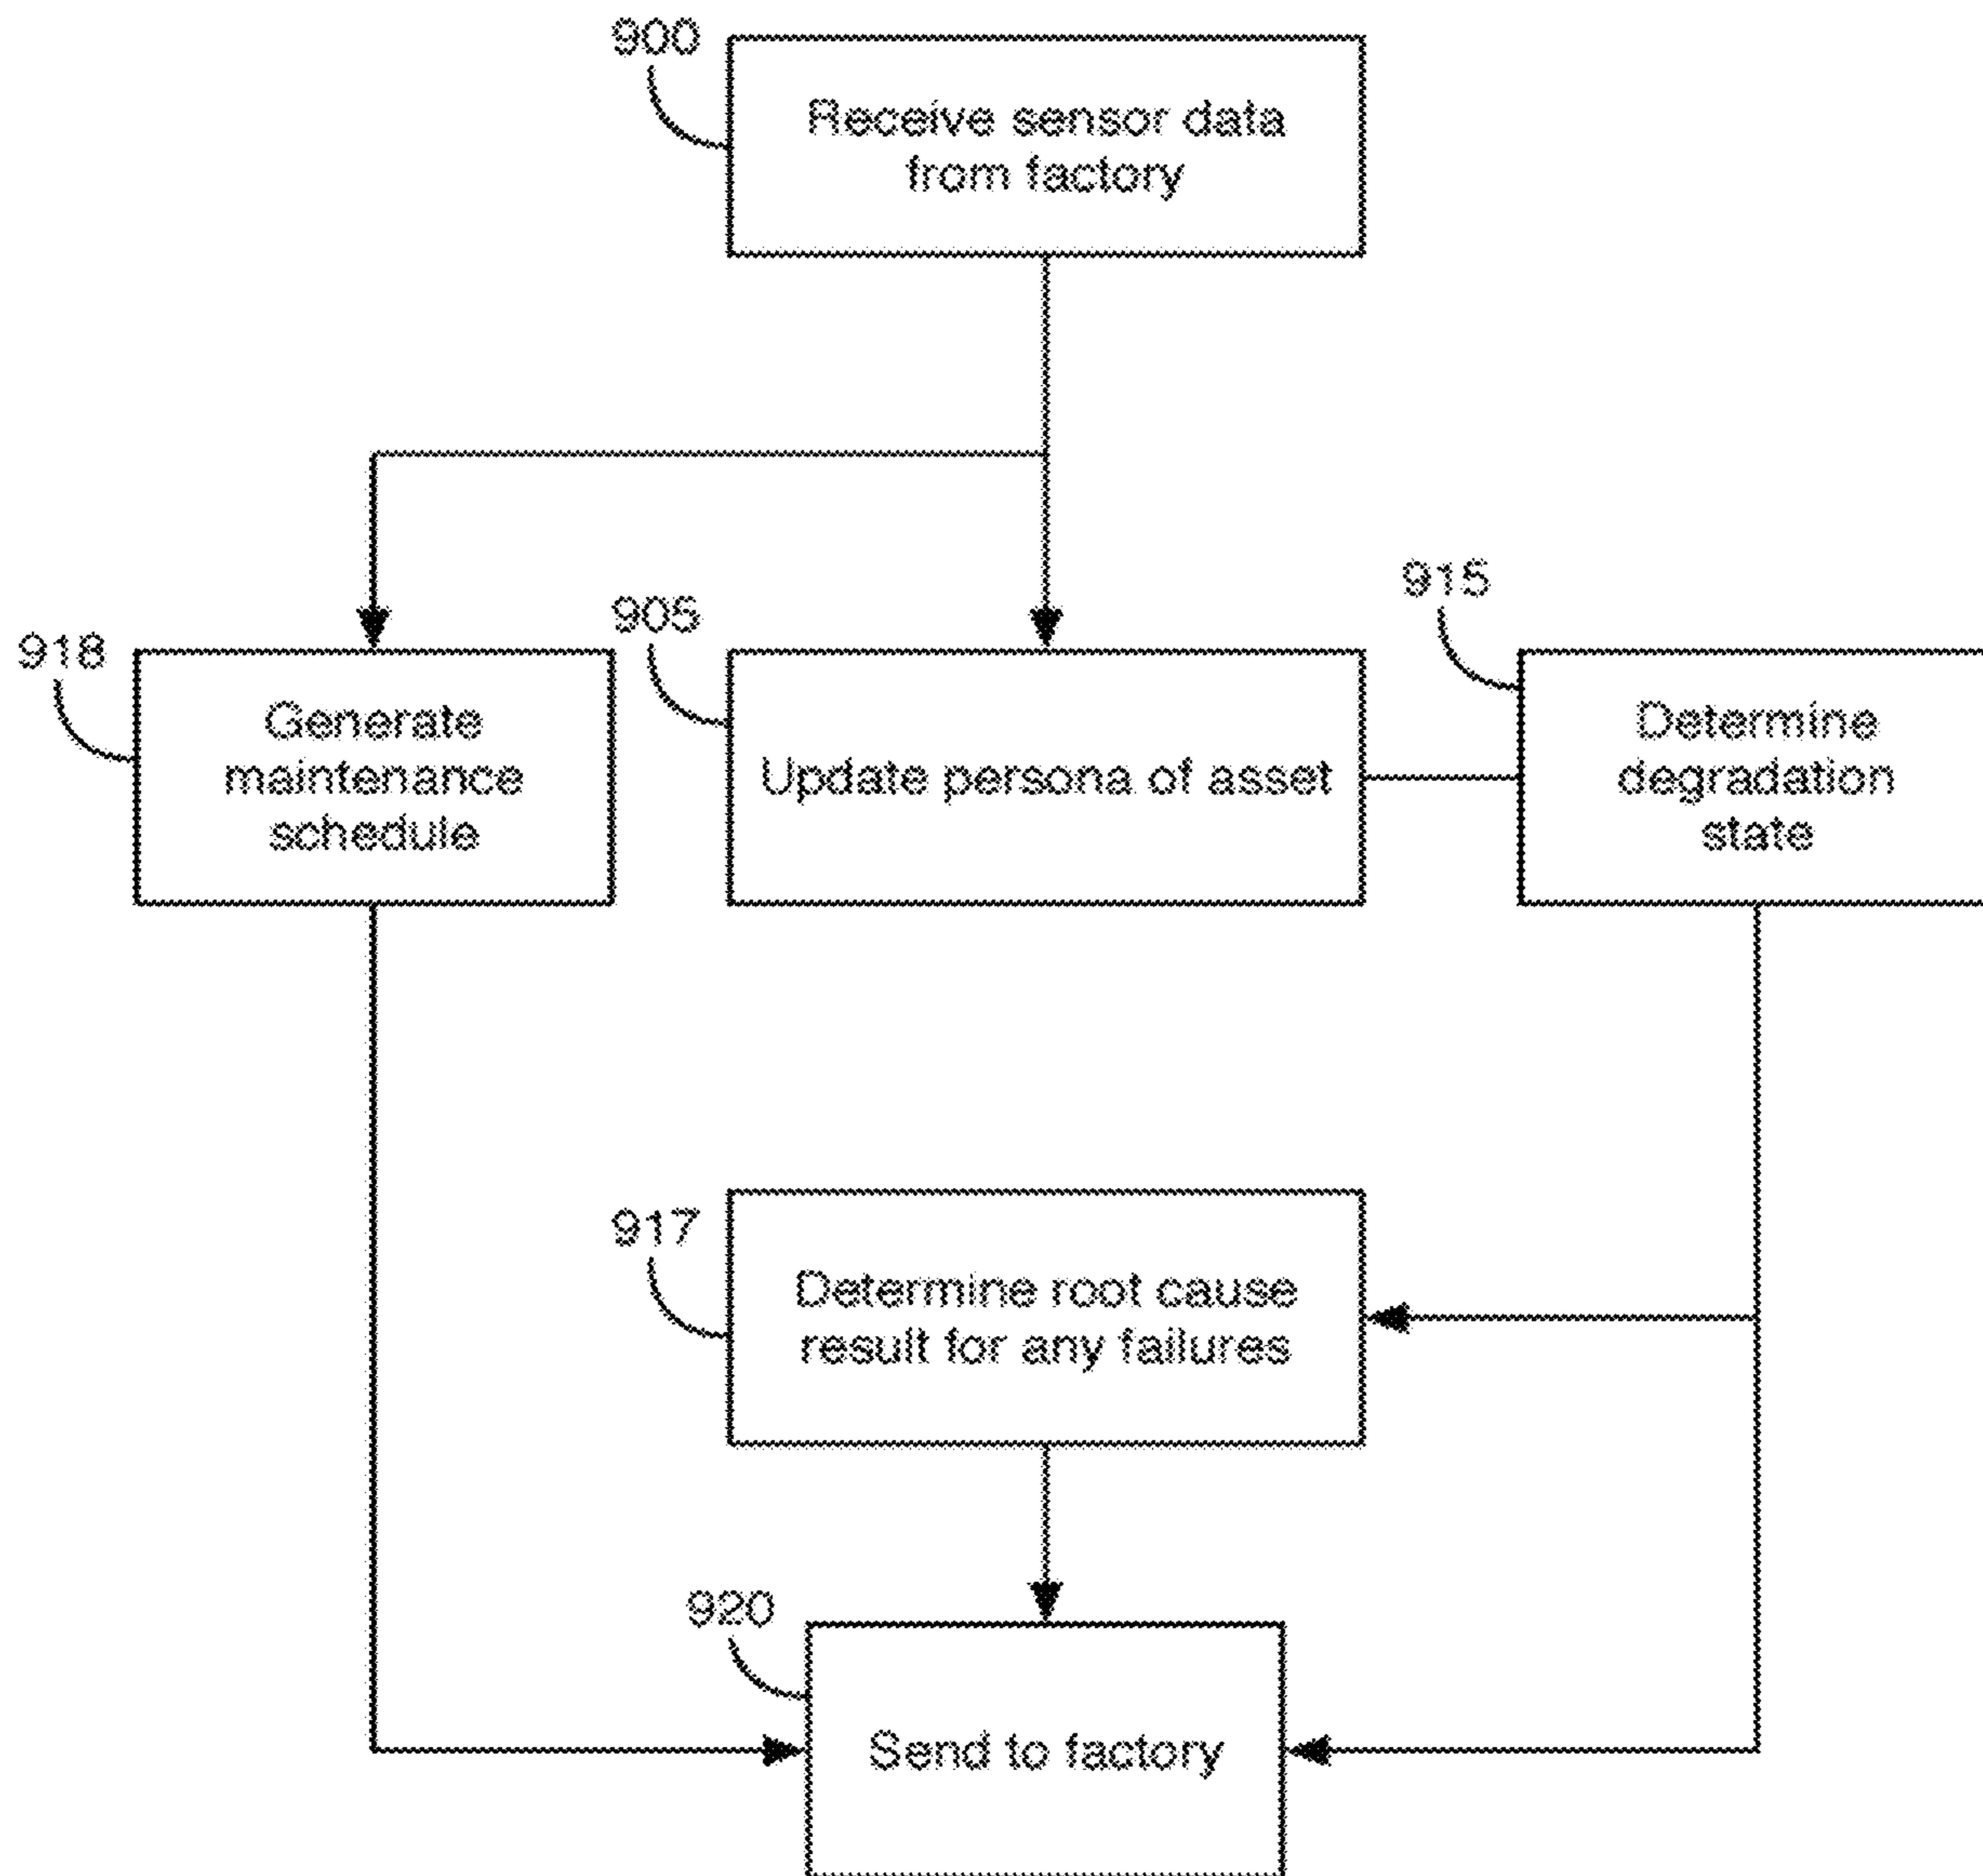 900
Receive sensor data
from factory
918
Generate
maintenance
schedule
905
Update persona of asset
915
Determine
degradation
state
917
Determine root cause
result for any failures
920
Send to factory